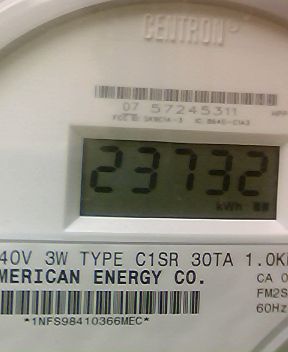 CENTRON®
07 57245311
23732
kWh
40V 3W TYPE C1SR 30TA 1.0K
MERICAN ENERGY CO.
CA 0
FM2S
60Hz
*1NFS98410366MEC*